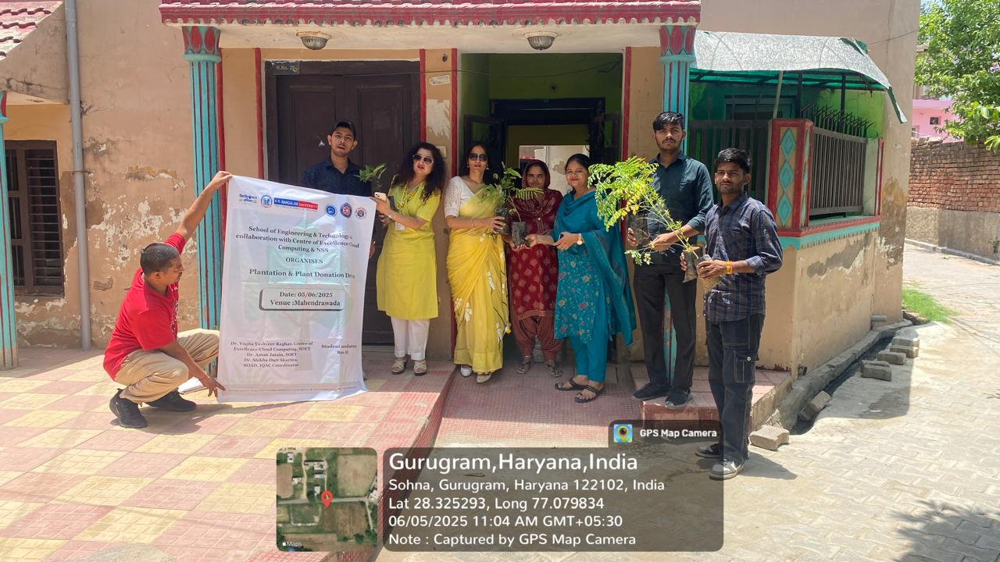 H.No. 20
K.R. MANGALAM UNIVERSITY
School of Engineering & Technology in
collaboration with Centre of Excellence-Cloud
Computing & NSS
ORGANISES
Plantation & Plant Donation Drive
Date: 05/06/2025
Venue :Mahendrawada
Dr. Yogita Yashveer Raghav, Centre of
Excellence-Cloud Computing, SOET
Dr. Aman Jatain, SOET
Dr. Shikha Dutt Sharma,
SOAD, IQAC Coordinator
Student
GPS Map Camera
Gurugram,Haryana,India
Sohna, Gurugram, Haryana 122102, India
Lat 28.325293, Long 77.079834
06/05/2025 11:04 AM GMT+05:30
Note : Captured by GPS Map Camera
Maps